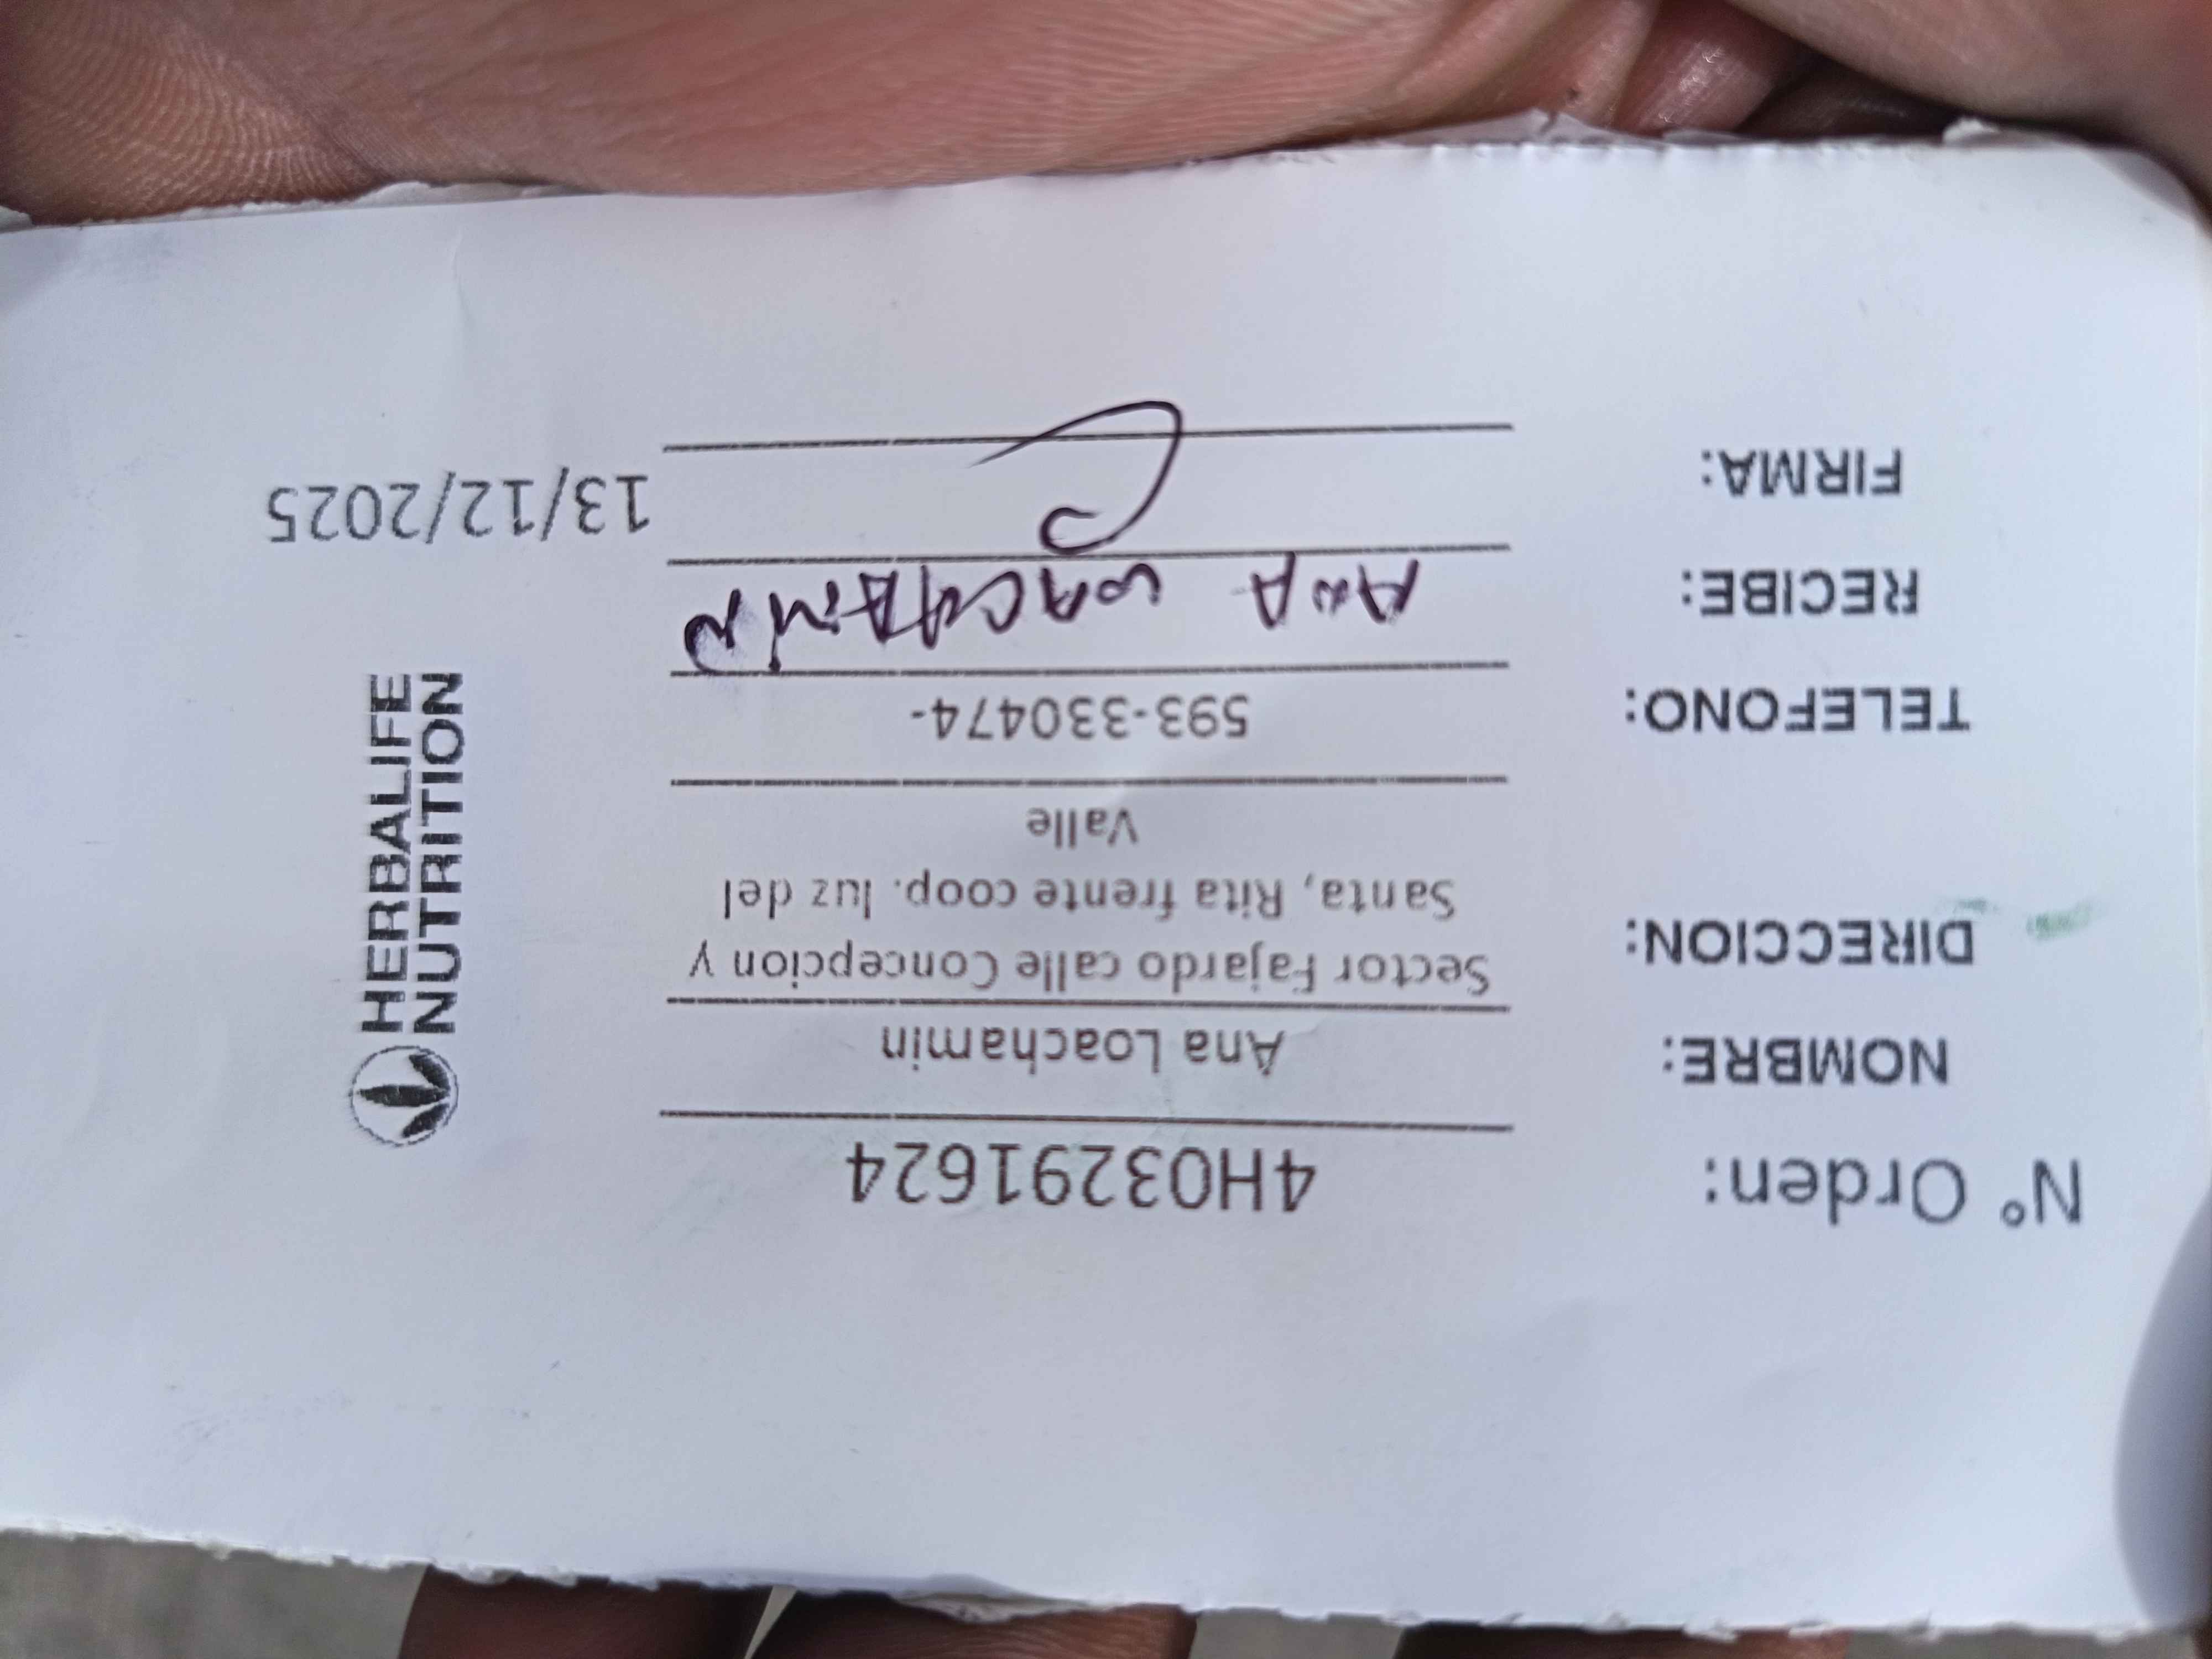 N° Orden: 4H03291624
NOMBRE: Ana Loachamin
DIRECCION: Sector Fajardo calle Concepcion y
Santa, Rita frente coop. luz del
Valle
TELEFONO: 593-330474-
RECIBE: ANA LOACHAMIN
FIRMA:
13/12/2025
HERBALIFE
NUTRITION